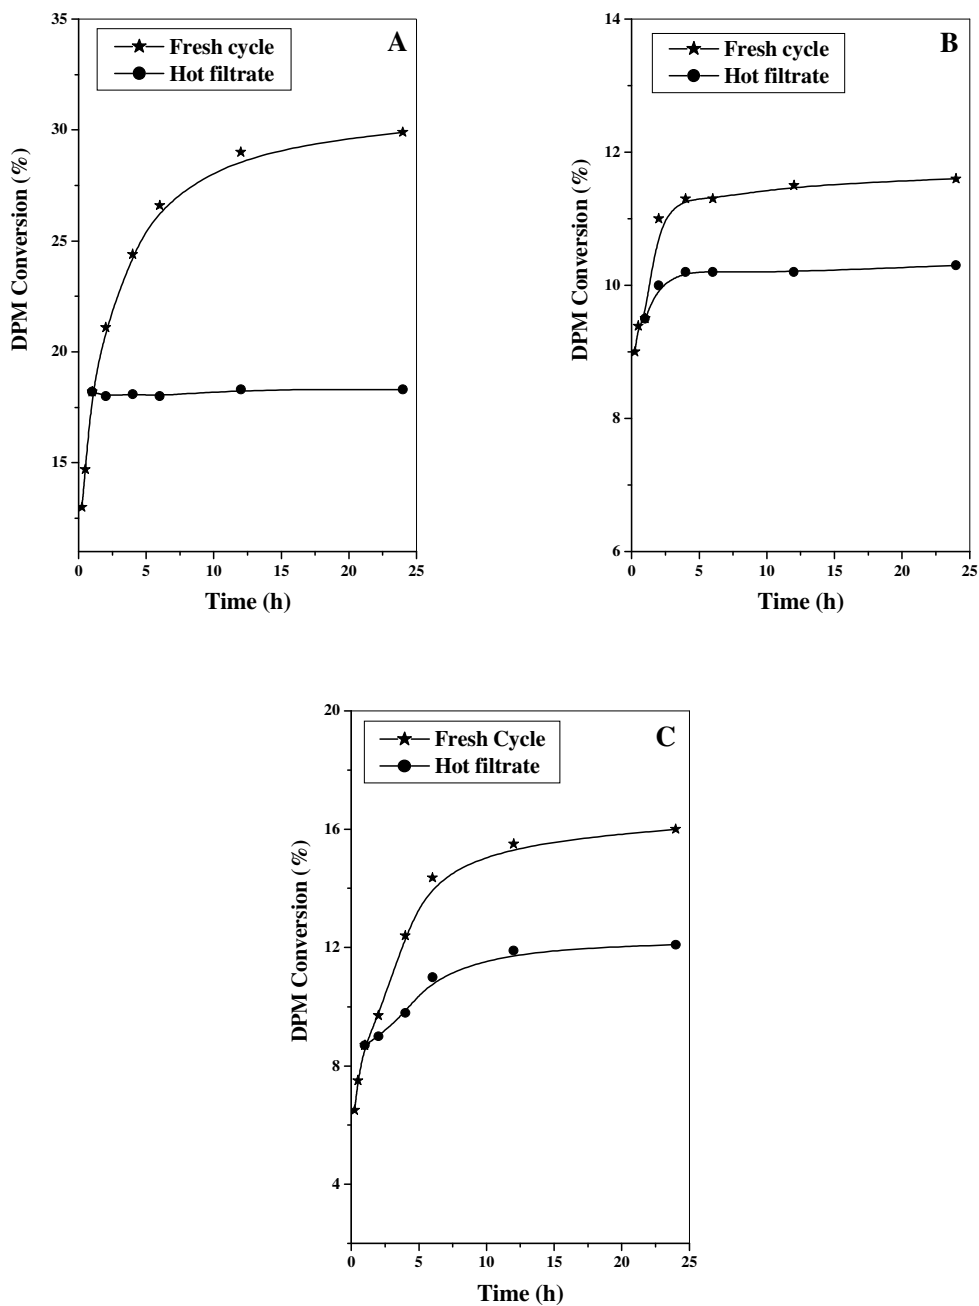 A
Fresh cycle
Hot filtrate
35
30
25
20
15
DPM Conversion (%)
0 5 10 15 20 25
Time (h)
B
Fresh cycle
Hot filtrate
14
12
10
8
6
DPM Conversion (%)
0 5 10 15 20 25
Time (h)
C
Fresh Cycle
Hot filtrate
20
16
12
8
4
DPM Conversion (%)
0 5 10 15 20 25
Time (h)